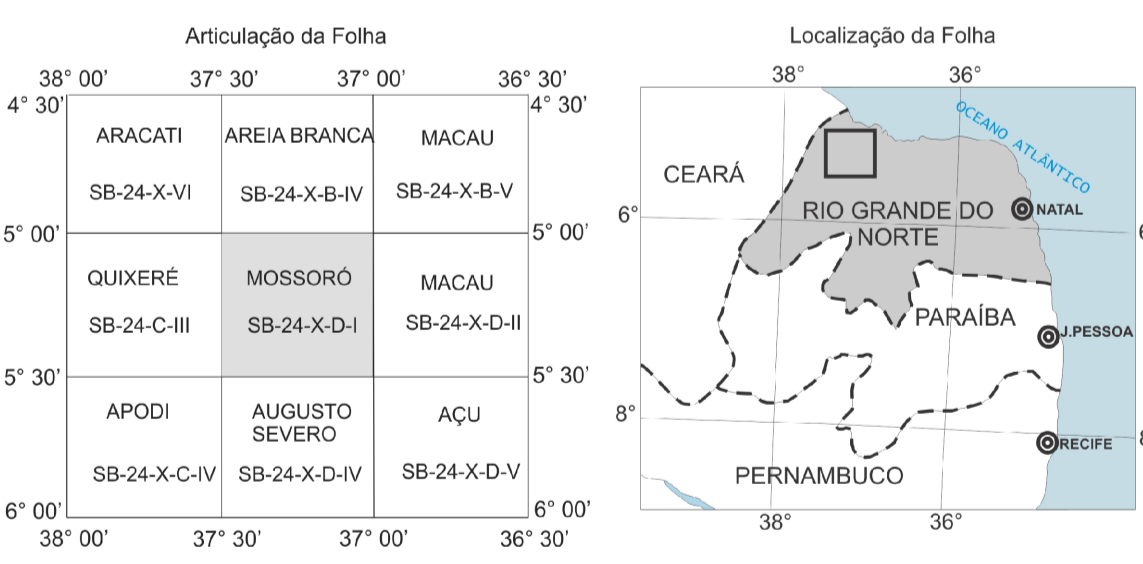 Articulação da Folha
38° 00’ 37° 30’ 37° 00’ 36° 30’
4° 30’ 4° 30’
ARACATI AREIA BRANCA MACAU
SB-24-X-VI SB-24-X-B-IV SB-24-X-B-V
5° 00’ 5° 00’
QUIXERÉ MOSSORÓ MACAU
SB-24-C-III SB-24-X-D-I SB-24-X-D-II
5° 30’ 5° 30’
APODI AUGUSTO SEVERO AÇU
SB-24-X-C-IV SB-24-X-D-IV SB-24-X-D-V
6° 00’ 6° 00’
38° 00’ 37° 30’ 37° 00’ 36° 30’
Localização da Folha
38° 36°
OCEANO ATLÂNTICO
CEARÁ
6° RIO GRANDE DO NATAL
NORTE 6
PARAÍBA J.PESSOA
8° 8
RECIFE
PERNAMBUCO
38° 36°